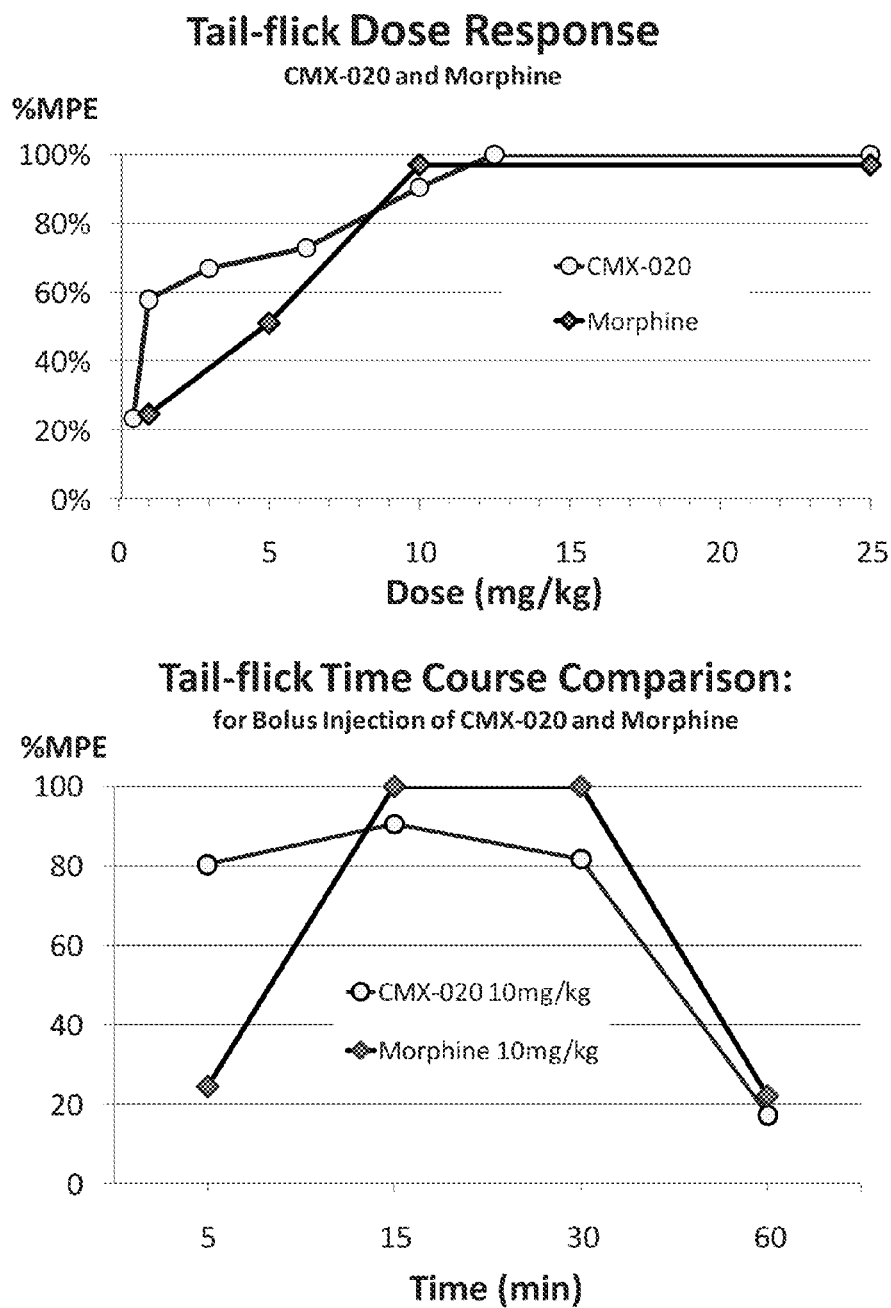 Tail-flick Dose Response
CMX-020 and Morphine
%MPE
100%
80%
60%
40%
20%
0%
CMX-020
Morphine
0 5 10 15 20 25
Dose (mg/kg)
Tail-flick Time Course Comparison:
for Bolus Injection of CMX-020 and Morphine
%MPE
100
80
60
40
20
0
CMX-020 10mg/kg
Morphine 10mg/kg
5 15 30 60
Time (min)